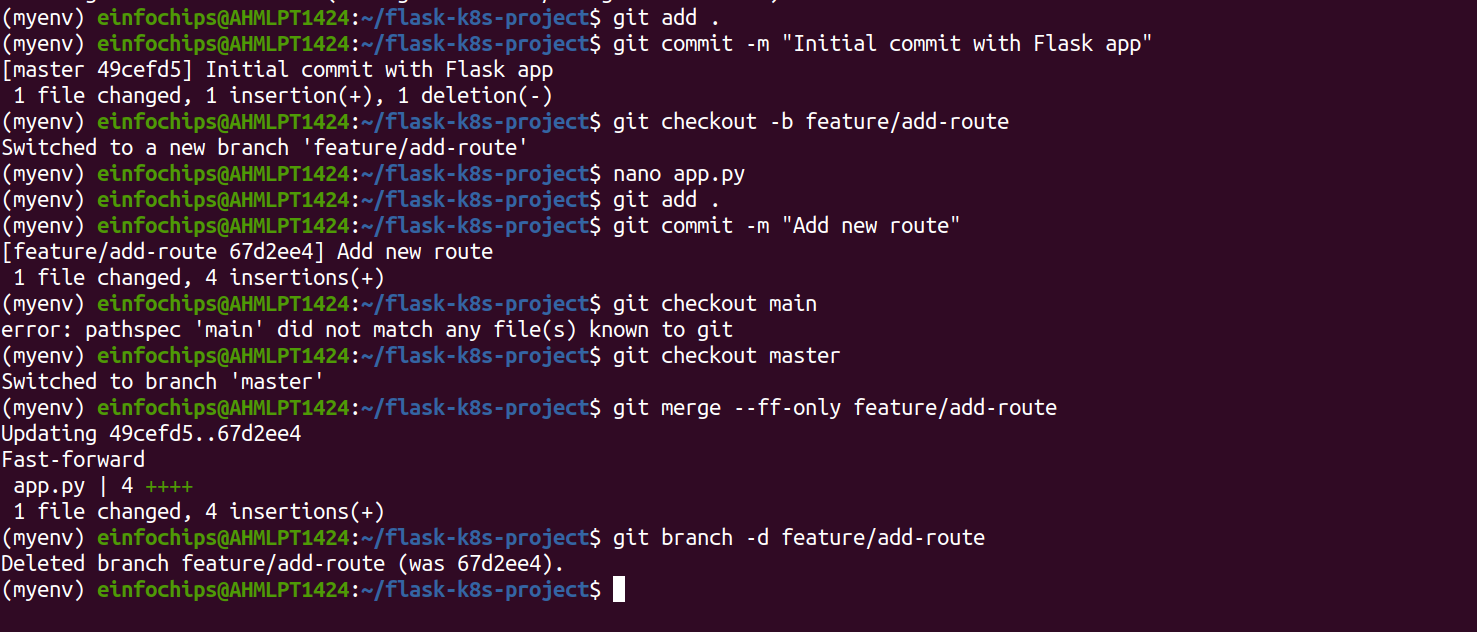 (myenv) einfochips@AHMLPT1424:~/flask-k8s-project$ git add .
(myenv) einfochips@AHMLPT1424:~/flask-k8s-project$ git commit -m "Initial commit with Flask app"
[master 49cefd5] Initial commit with Flask app
 1 file changed, 1 insertion(+), 1 deletion(-)
(myenv) einfochips@AHMLPT1424:~/flask-k8s-project$ git checkout -b feature/add-route
Switched to a new branch 'feature/add-route'
(myenv) einfochips@AHMLPT1424:~/flask-k8s-project$ nano app.py
(myenv) einfochips@AHMLPT1424:~/flask-k8s-project$ git add .
(myenv) einfochips@AHMLPT1424:~/flask-k8s-project$ git commit -m "Add new route"
[feature/add-route 67d2ee4] Add new route
 1 file changed, 4 insertions(+)
(myenv) einfochips@AHMLPT1424:~/flask-k8s-project$ git checkout main
error: pathspec 'main' did not match any file(s) known to git
(myenv) einfochips@AHMLPT1424:~/flask-k8s-project$ git checkout master
Switched to branch 'master'
(myenv) einfochips@AHMLPT1424:~/flask-k8s-project$ git merge --ff-only feature/add-route
Updating 49cefd5..67d2ee4
Fast-forward
 app.py | 4 ++++
 1 file changed, 4 insertions(+)
(myenv) einfochips@AHMLPT1424:~/flask-k8s-project$ git branch -d feature/add-route
Deleted branch feature/add-route (was 67d2ee4).
(myenv) einfochips@AHMLPT1424:~/flask-k8s-project$